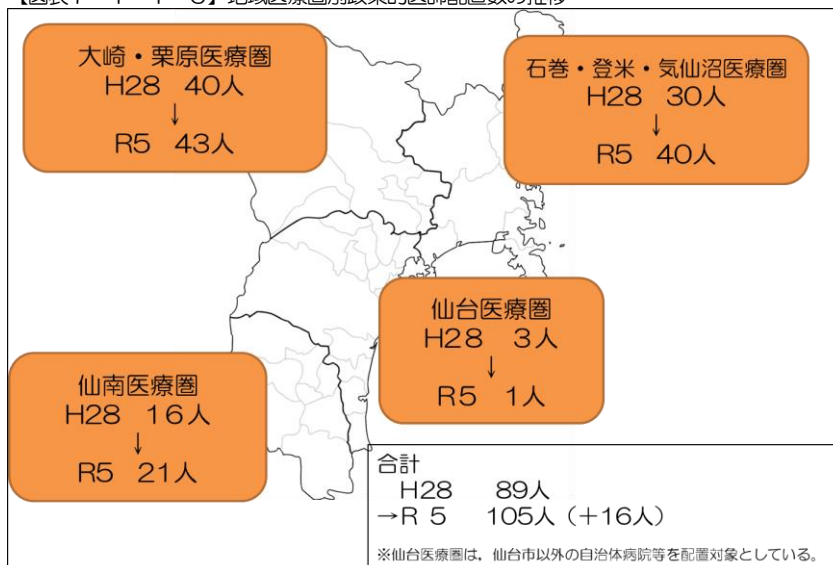 大崎・栗原医療圏
H28 40人
↓
R5 43人
石巻・登米・気仙沼医療圏
H28 30人
↓
R5 40人
仙台医療圏
H28 3人
↓
R5 1人
仙南医療圏
H28 16人
↓
R5 21人
合計
H28 89人
→R 5 105人（+16人）
※仙台医療圏は，仙台市以外の自治体病院等を配置対象としている。